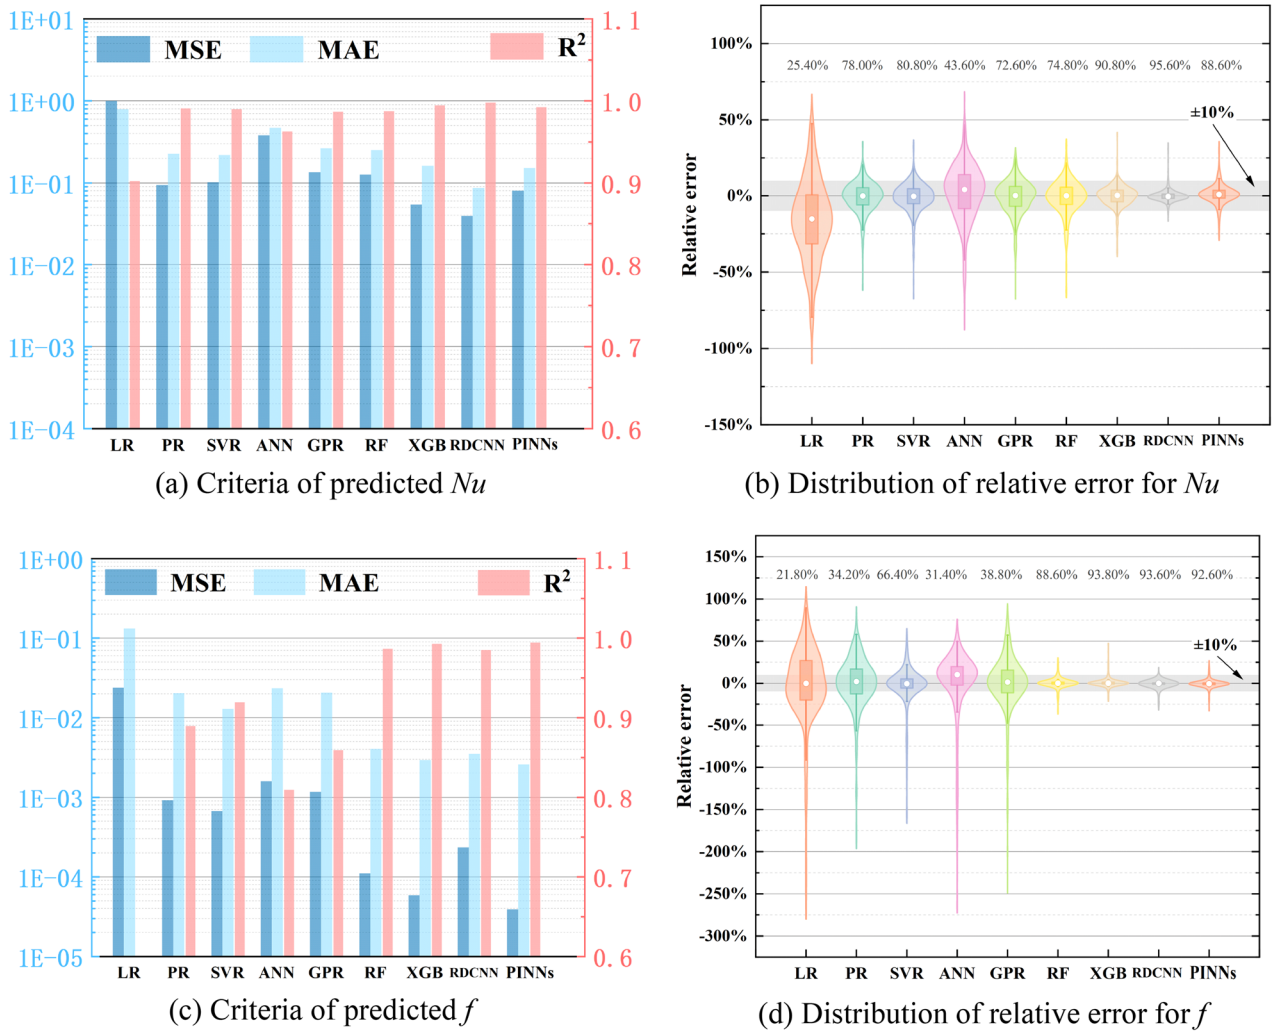 1E+01
1E+00
1E-01
1E-02
1E-03
1E-04
MSE MAE R²
1.1
1.0
0.9
0.8
0.7
0.6
LR PR SVR ANN GPR RF XGB RDCNN PINNs
(a) Criteria of predicted Nu
Relative error
100%
50%
0%
-50%
-100%
-150%
25.40% 78.00% 80.80% 43.60% 72.60% 74.80% 90.80% 95.60% 88.60%
±10%
LR PR SVR ANN GPR RF XGB RDCNN PINNs
(b) Distribution of relative error for Nu
1E+00
1E-01
1E-02
1E-03
1E-04
1E-05
MSE MAE R²
1.1
1.0
0.9
0.8
0.7
0.6
LR PR SVR ANN GPR RF XGB RDCNN PINNs
(c) Criteria of predicted f
Relative error
150%
100%
50%
0%
-50%
-100%
-150%
-200%
-250%
-300%
21.80% 34.20% 66.40% 31.40% 38.80% 88.60% 93.80% 93.60% 92.60%
±10%
LR PR SVR ANN GPR RF XGB RDCNN PINNs
(d) Distribution of relative error for f